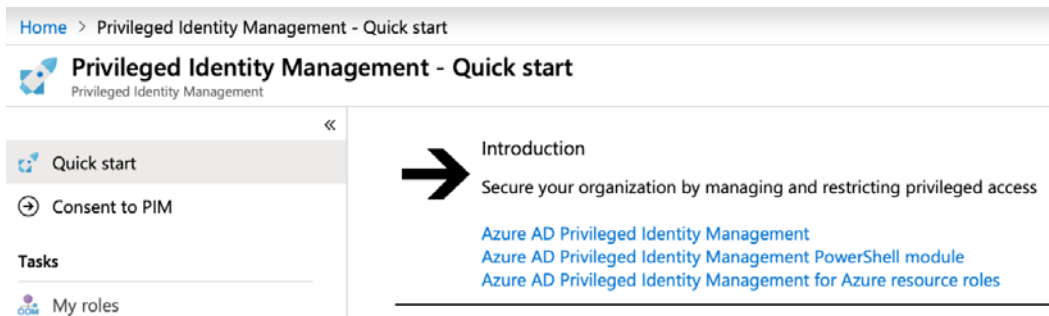 Home > Privileged Identity Management - Quick start
Privileged Identity Management - Quick start
Privileged Identity Management
«
Quick start
Consent to PIM
Tasks
My roles
Introduction
Secure your organization by managing and restricting privileged access
Azure AD Privileged Identity Management
Azure AD Privileged Identity Management PowerShell module
Azure AD Privileged Identity Management for Azure resource roles